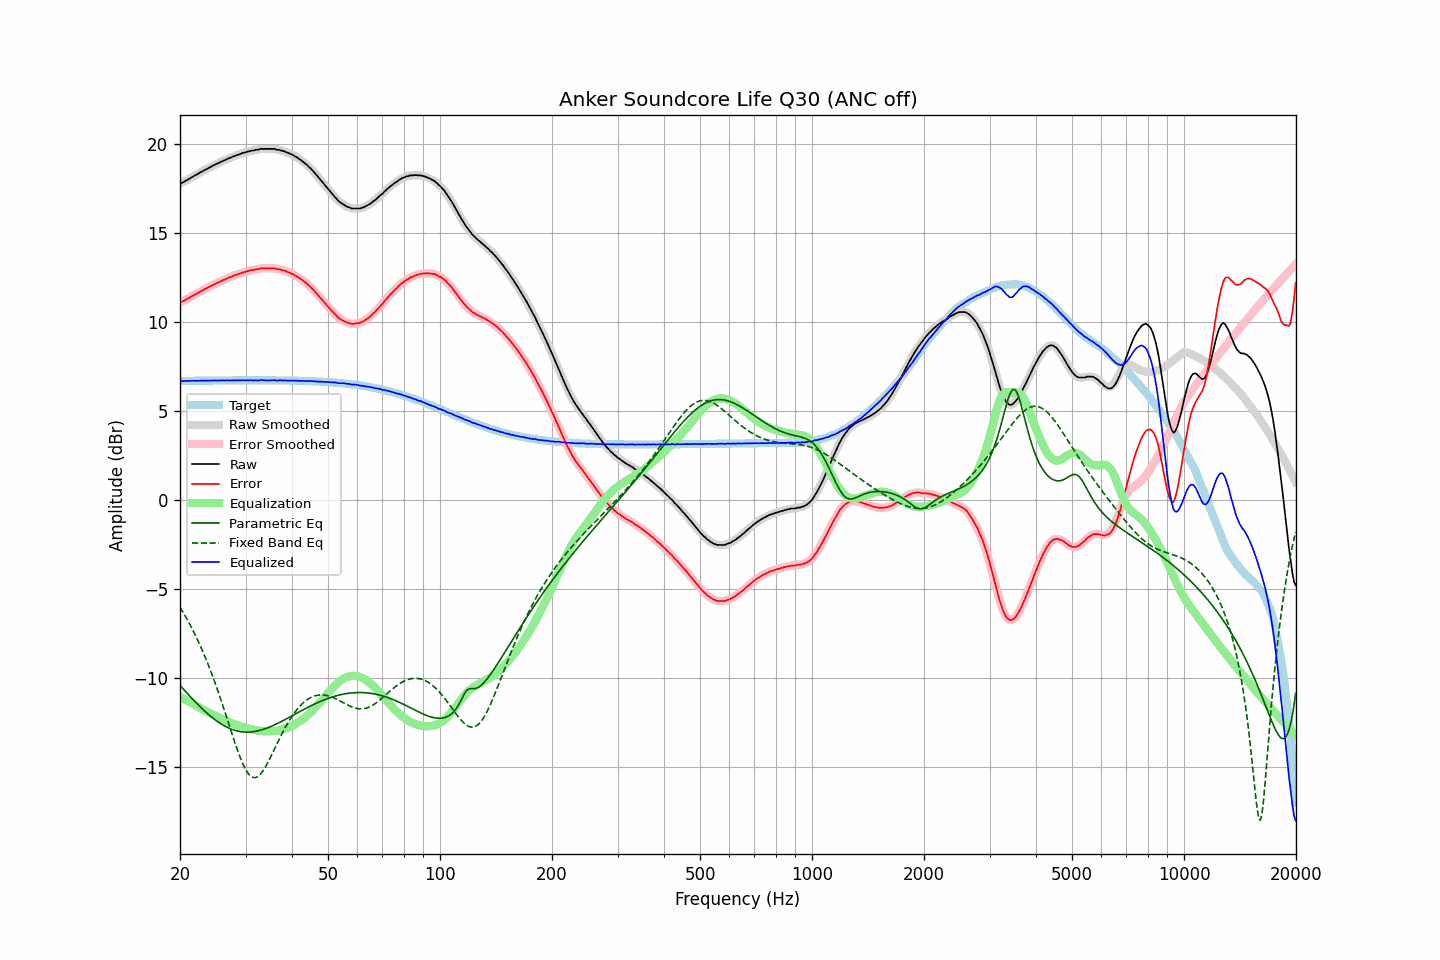 Anker Soundcore Life Q30 (ANC off)
Amplitude (dBr)
20
15
10
5
0
−5
−10
−15
Target
Raw Smoothed
Error Smoothed
Raw
Error
Equalization
Parametric Eq
Fixed Band Eq
Equalized
20 50 100 200 500 1000 2000 5000 10000 20000
Frequency (Hz)